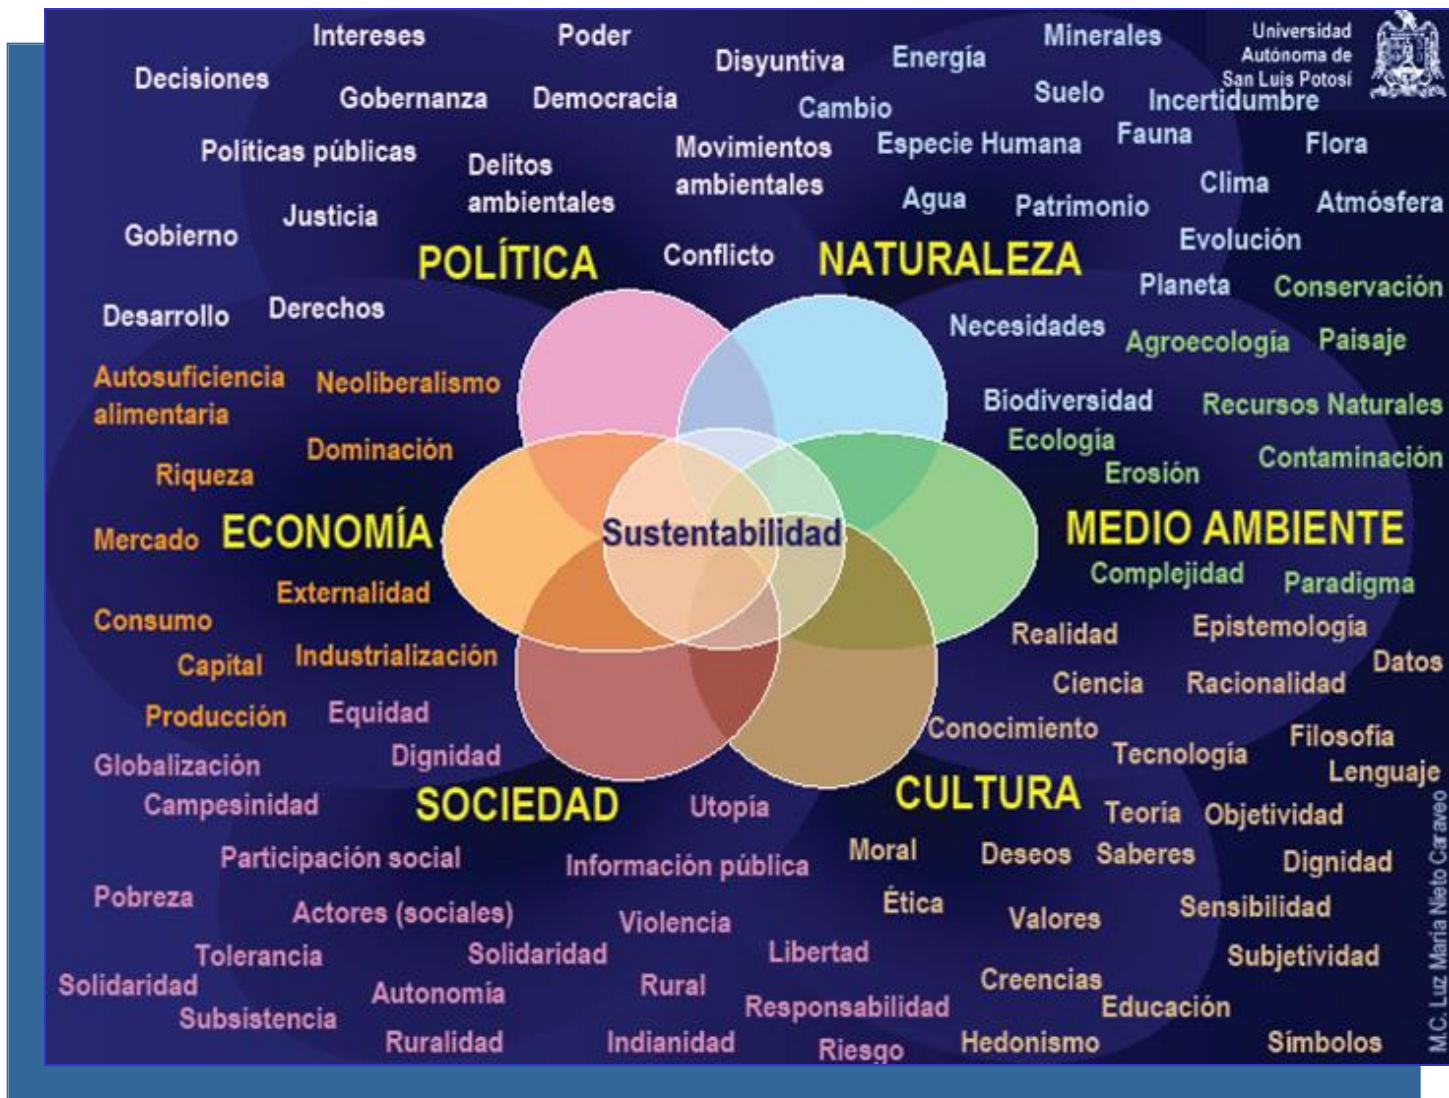 Intereses
Poder
Universidad
Autónoma de
San Luis Potosí
Decisiones
Disyuntiva
Energía
Minerales
Gobernanza
Democracia
Cambio
Suelo
Incertidumbre
Políticas públicas
Delitos
ambientales
Movimientos
ambientales
Especie Humana
Fauna
Flora
Gobierno
Justicia
Agua
Patrimonio
Clima
Atmósfera
POLÍTICA
Conflicto
NATURALEZA
Evolución
Planeta
Conservación
Desarrollo
Derechos
Necesidades
Agroecología
Paisaje
Autosuficiencia
alimentaria
Neoliberalismo
Biodiversidad
Recursos Naturales
Dominación
Ecología
Riqueza
Erosión
Contaminación
Mercado
ECONOMÍA
Sustentabilidad
MEDIO AMBIENTE
Externalidad
Complejidad
Paradigma
Consumo
Realidad
Epistemología
Capital
Industrialización
Datos
Ciencia
Racionalidad
Producción
Equidad
Conocimiento
Filosofía
Globalización
Dignidad
Tecnología
Lenguaje
Campesinidad
SOCIEDAD
Utopía
CULTURA
Teoría
Objetividad
Participación social
Información pública
Moral
Deseos
Saberes
Dignidad
Pobreza
Actores (sociales)
Violencia
Ética
Valores
Sensibilidad
Tolerancia
Solidaridad
Libertad
Subjetividad
Solidaridad
Autonomía
Rural
Creencias
Subsistencia
Responsabilidad
Educación
Ruralidad
Indianidad
Riesgo
Hedonismo
Símbolos
M.C. Luz María Nieto Caraveo